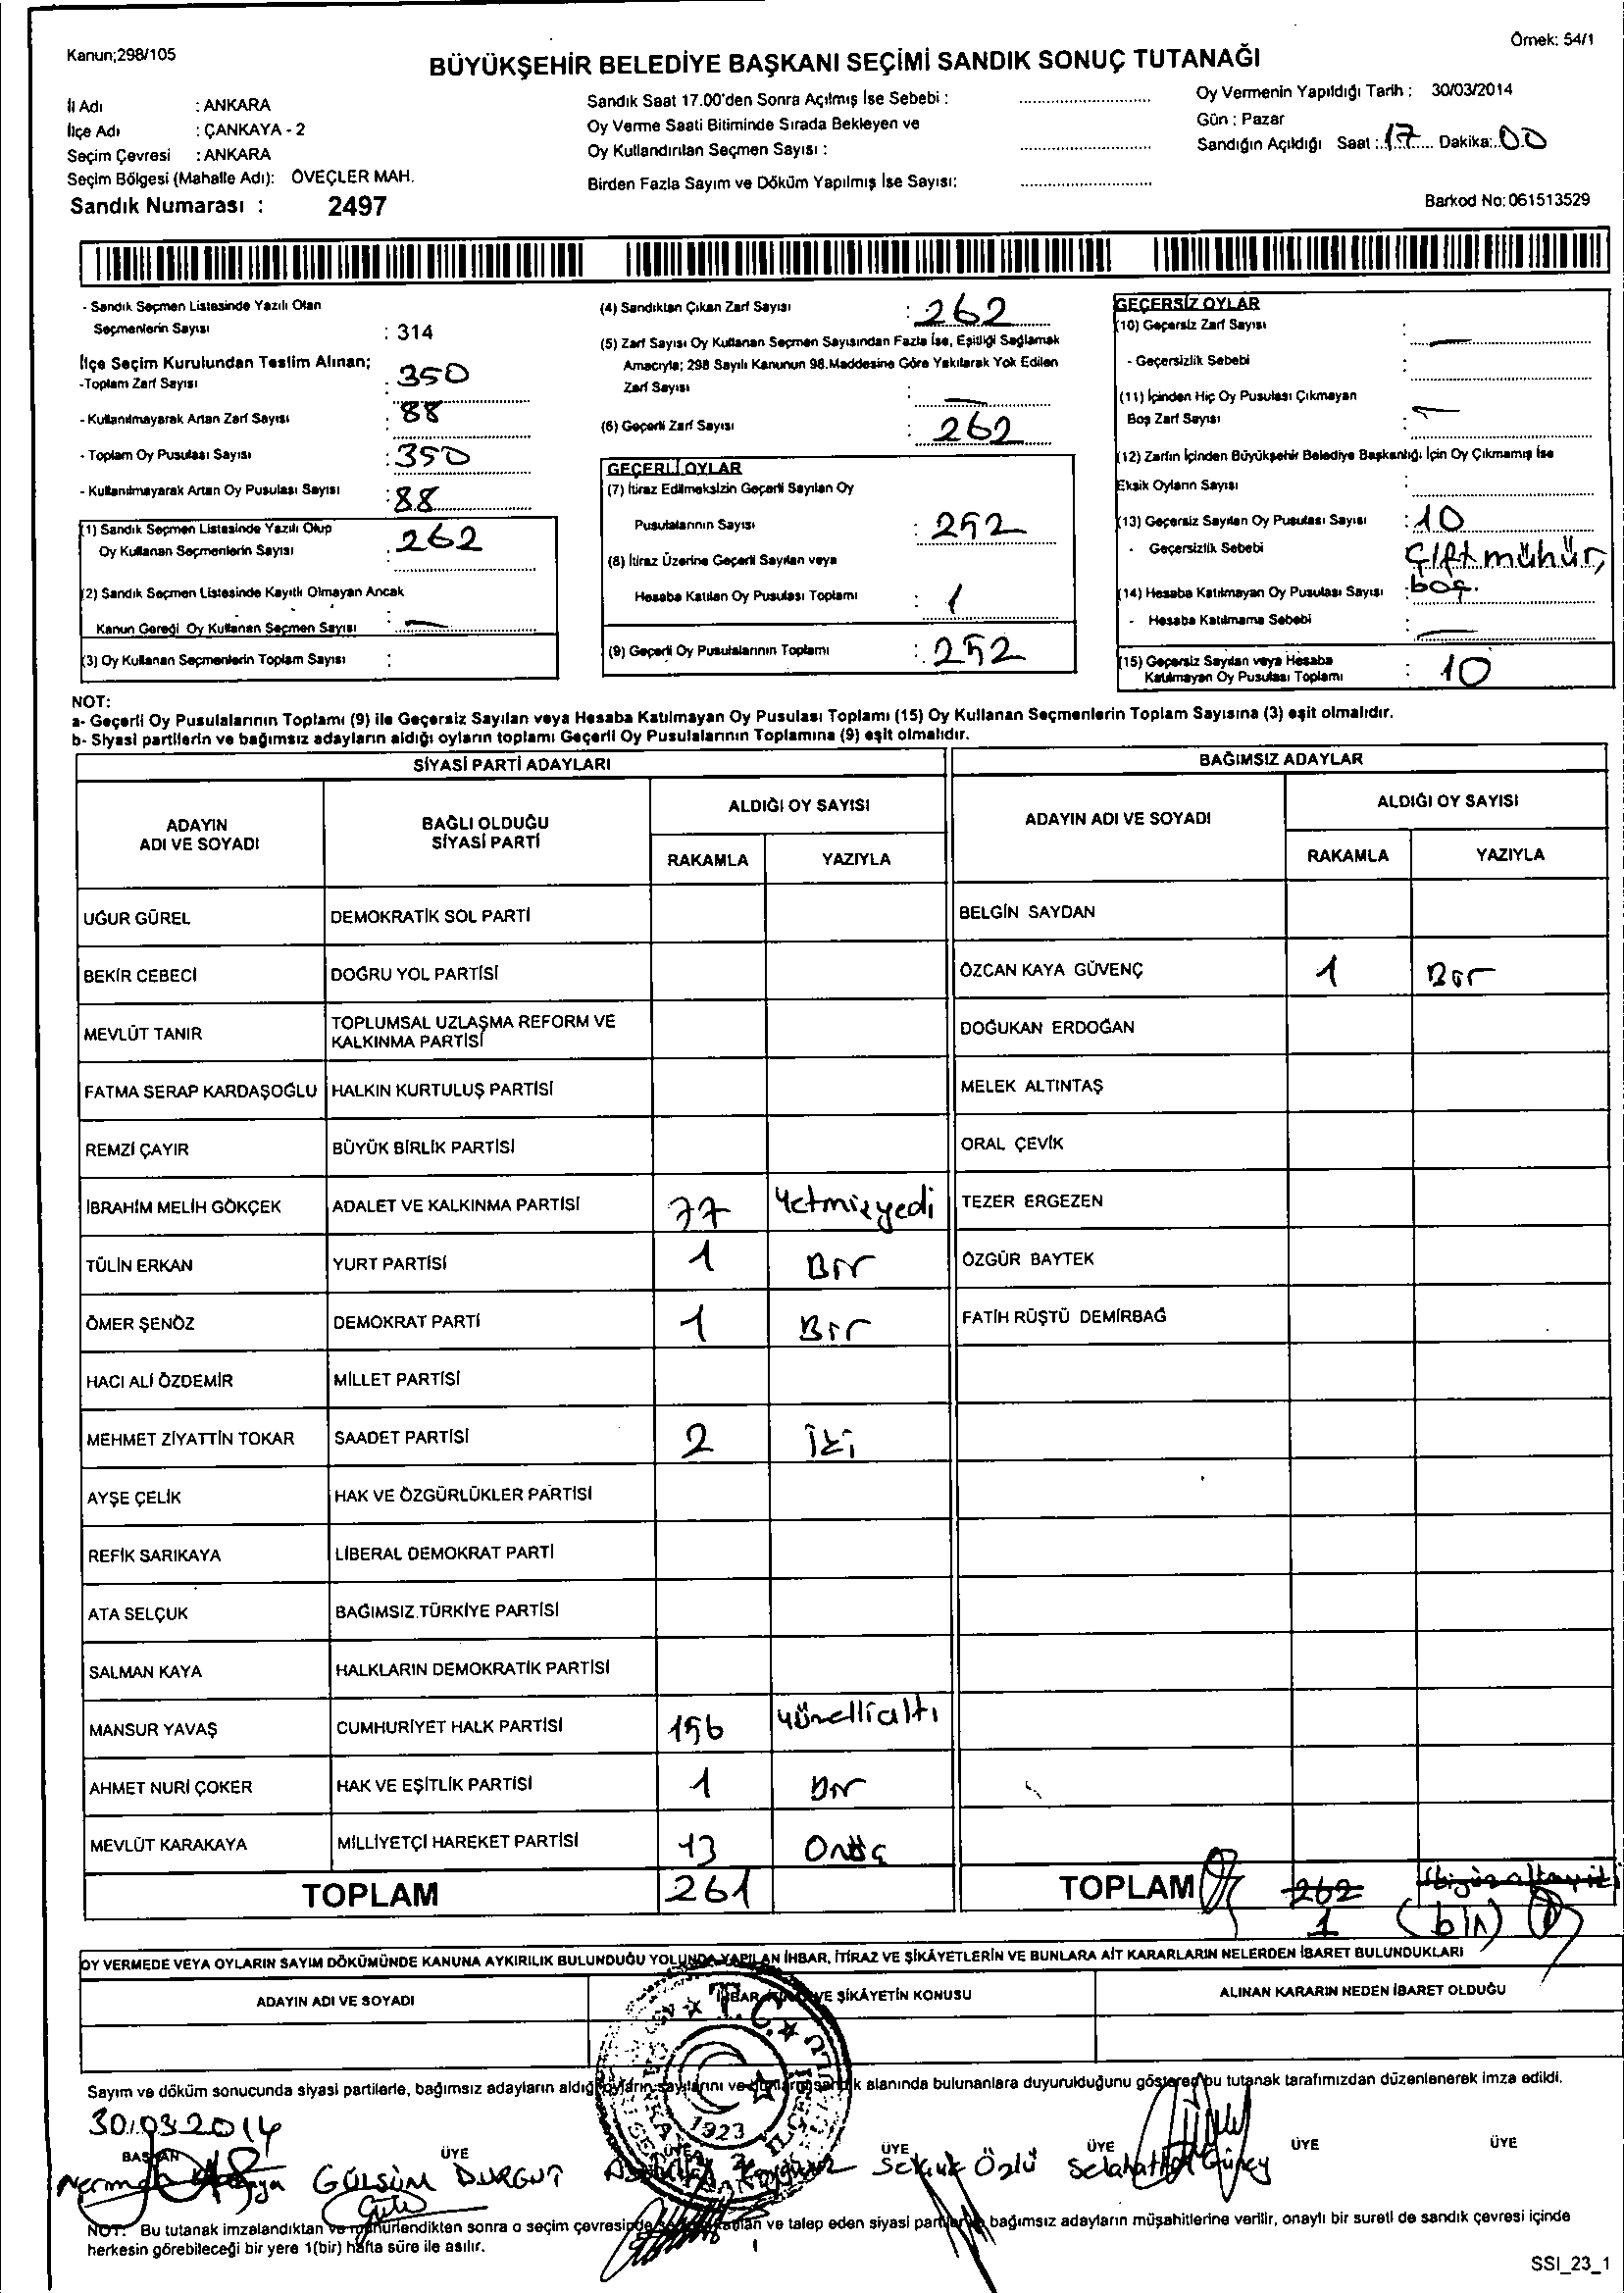 Kanun;298/105
Örnek: 54/1
BÜYÜKŞEHİR BELEDİYE BAŞKANI SEÇİMİ SANDIK SONUÇ TUTANAĞI
İl Adı : ANKARA
İlçe Adı : ÇANKAYA - 2
Seçim Çevresi : ANKARA
Seçim Bölgesi (Mahalle Adı): ÖVEÇLER MAH.
Sandık Numarası : 2497
Sandık Saat 17.00'den Sonra Açılmış İse Sebebi :
Oy Verme Saati Bitiminde Sırada Bekleyen ve
Oy Kullandırılan Seçmen Sayısı :
Birden Fazla Sayım ve Döküm Yapılmış İse Sayısı:
Oy Vermenin Yapıldığı Tarih : 30/03/2014
Gün : Pazar
Sandığın Açıldığı Saat : 17 Dakika: 00
Barkod No: 061513529
- Sandık Seçmen Listesinde Yazılı Olan
Seçmenlerin Sayısı : 314
İlçe Seçim Kurulundan Teslim Alınan;
-Toplam Zarf Sayısı : 350
- Kullanılmayarak Artan Zarf Sayısı : 88
- Toplam Oy Pusulası Sayısı : 350
- Kullanılmayarak Artan Oy Pusulası Sayısı : 88
(1) Sandık Seçmen Listesinde Yazılı Olup
Oy Kullanan Seçmenlerin Sayısı : 262
(2) Sandık Seçmen Listesinde Kayıtlı Olmayan Ancak
Kanun Gereği Oy Kullanan Seçmen Sayısı : —
(3) Oy Kullanan Seçmenlerin Toplam Sayısı :
(4) Sandıktan Çıkan Zarf Sayısı : 262
(5) Zarf Sayısı Oy Kullanan Seçmen Sayısından Fazla İse, Eşitliği Sağlamak
Amacıyla; 298 Sayılı Kanunun 98.Maddesine Göre Yakılarak Yok Edilen
Zarf Sayısı : —
(6) Geçerli Zarf Sayısı : 262
GEÇERLİ OYLAR
(7) İtiraz Edilmeksizin Geçerli Sayılan Oy
Pusulalarının Sayısı : 252
(8) İtiraz Üzerine Geçerli Sayılan veya
Hesaba Katılan Oy Pusulası Toplamı : /
(9) Geçerli Oy Pusulalarının Toplamı : 252
GEÇERSİZ OYLAR
(10) Geçersiz Zarf Sayısı : —
- Geçersizlik Sebebi :
(11) İçinden Hiç Oy Pusulası Çıkmayan
Boş Zarf Sayısı : —
(12) Zarfın İçinden Büyükşehir Belediye Başkanlığı İçin Oy Çıkmamış İse
Eksik Oyların Sayısı :
(13) Geçersiz Sayılan Oy Pusulası Sayısı : 10
- Geçersizlik Sebebi Çift mühür,
boş.
(14) Hesaba Katılmayan Oy Pusulası Sayısı :
- Hesaba Katılmama Sebebi : —
(15) Geçersiz Sayılan veya Hesaba
Katılmayan Oy Pusulası Toplamı : 10
NOT:
a- Geçerli Oy Pusulalarının Toplamı (9) ile Geçersiz Sayılan veya Hesaba Katılmayan Oy Pusulası Toplamı (15) Oy Kullanan Seçmenlerin Toplam Sayısına (3) eşit olmalıdır.
b- Siyasi partilerin ve bağımsız adayların aldığı oyların toplamı Geçerli Oy Pusulalarının Toplamına (9) eşit olmalıdır.
SİYASİ PARTİ ADAYLARI
BAĞIMSIZ ADAYLAR
ADAYIN
ADI VE SOYADI
BAĞLI OLDUĞU
SİYASİ PARTİ
ALDIĞI OY SAYISI
RAKAMLA YAZIYLA
ADAYIN ADI VE SOYADI
ALDIĞI OY SAYISI
RAKAMLA YAZIYLA
UĞUR GÜREL DEMOKRATİK SOL PARTİ BELGİN SAYDAN
BEKİR CEBECİ DOĞRU YOL PARTİSİ ÖZCAN KAYA GÜVENÇ 1 Bir
MEVLÜT TANIR TOPLUMSAL UZLAŞMA REFORM VE
KALKINMA PARTİSİ DOĞUKAN ERDOĞAN
FATMA SERAP KARDAŞOĞLU HALKIN KURTULUŞ PARTİSİ MELEK ALTINTAŞ
REMZİ ÇAYIR BÜYÜK BİRLİK PARTİSİ ORAL ÇEVİK
İBRAHİM MELİH GÖKÇEK ADALET VE KALKINMA PARTİSİ 77 Yetmişyedi TEZER ERGEZEN
TÜLİN ERKAN YURT PARTİSİ 1 Bir ÖZGÜR BAYTEK
ÖMER ŞENÖZ DEMOKRAT PARTİ 1 Bir FATİH RÜŞTÜ DEMİRBAĞ
HACI ALİ ÖZDEMİR MİLLET PARTİSİ
MEHMET ZİYATTİN TOKAR SAADET PARTİSİ 2 İki
AYŞE ÇELİK HAK VE ÖZGÜRLÜKLER PARTİSİ
REFİK SARIKAYA LİBERAL DEMOKRAT PARTİ
ATA SELÇUK BAĞIMSIZ TÜRKİYE PARTİSİ
SALMAN KAYA HALKLARIN DEMOKRATİK PARTİSİ
MANSUR YAVAŞ CUMHURİYET HALK PARTİSİ 156 Yüzellialtı
AHMET NURİ ÇOKER HAK VE EŞİTLİK PARTİSİ 1 Bir
MEVLÜT KARAKAYA MİLLİYETÇİ HAREKET PARTİSİ 13 Onüç
TOPLAM 261 TOPLAM 262
1 (bir)
OY VERMEDE VEYA OYLARIN SAYIM DÖKÜMÜNDE KANUNA AYKIRILIK BULUNDUĞU YOLUNDA YAPILAN İHBAR, İTİRAZ VE ŞİKÂYETLERİN VE BUNLARA AİT KARARLARIN NELERDEN İBARET BULUNDUKLARI
ADAYIN ADI VE SOYADI İHBAR, İTİRAZ VE ŞİKÂYETİN KONUSU ALINAN KARARIN NEDEN İBARET OLDUĞU
T.C.
1923
Sayım ve döküm sonucunda siyasi partilerle, bağımsız adayların aldığı oyların sayılarını ve bunların sandık alanında bulunanlara duyurulduğunu gösteren bu tutanak tarafımızdan düzenlenerek imza edildi.
30.03.2014
BAŞKAN ÜYE ÜYE ÜYE ÜYE ÜYE ÜYE
GÜLSÜM DURGUT Selçuk Özlü Selahattin Güney
NOT: Bu tutanak imzalandıktan ve mühürlendikten sonra o seçim çevresinde seçime katılan ve talep eden siyasi partiler ve bağımsız adayların müşahitlerine verilir, onaylı bir sureti de sandık çevresi içinde
herkesin görebileceği bir yere 1(bir) hafta süre ile asılır.
SSI_23_1